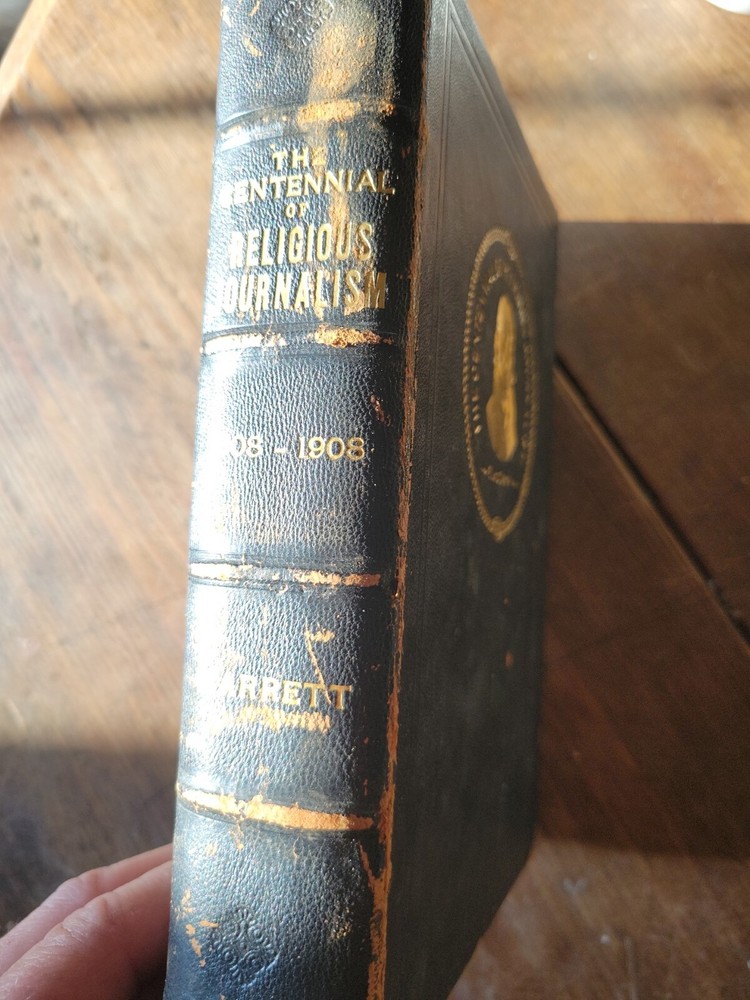 THE
CENTENNIAL
OF
RELIGIOUS
JOURNALISM
08 - 1908
ARRETT